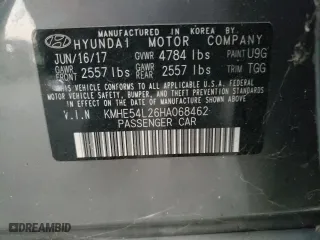 MANUFACTURED IN KOREA BY
HYUNDAI MOTOR COMPANY
JUN/16/17 GVWR 4784 lbs PAINT U9G
GAWR FRONT 2557 lbs GAWR REAR 2557 lbs TRIM TGG
THIS VEHICLE CONFORMS TO ALL APPLICABLE U.S.
FEDERAL MOTOR VEHICLE SAFETY, BUMPER, AND THEFT
PREVENTION STANDARDS IN EFFECT ON THE DATE OF
MANUFACTURE SHOWN ABOVE.
V.I.N KMHE54L26HA068462
PASSENGER CAR
DREAMBID.COM